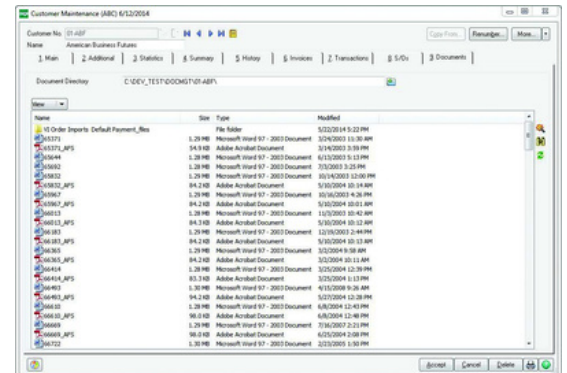 Customer Maintenance (ABC) 6/12/2014
Customer No. 01-ABF Copy From... Renumber... More...
Name American Business Futures
1. Main 2. Additional 3. Statistics 4. Summary 5. History 6. Invoices 7. Transactions 8. S/Os 9. Documents
Document Directory C:\DEV_TEST\DOCMGT\01-ABF\
View
Name Size Type Modified
VI Order Imports Default Payment_files File folder 5/22/2014 5:22 PM
65371 1.29 MB Microsoft Word 97 - 2003 Document 3/24/2003 11:30 AM
65371_APS 54.9 KB Adobe Acrobat Document 3/14/2003 3:59 PM
65644 1.28 MB Microsoft Word 97 - 2003 Document 6/13/2003 5:13 PM
65692 1.28 MB Microsoft Word 97 - 2003 Document 7/3/2003 3:25 PM
65832 1.29 MB Microsoft Word 97 - 2003 Document 10/14/2003 12:00 PM
65832_APS 84.2 KB Adobe Acrobat Document 5/10/2004 10:14 AM
65967 1.29 MB Microsoft Word 97 - 2003 Document 10/16/2003 4:26 PM
65967_APS 84.2 KB Adobe Acrobat Document 5/10/2004 10:01 AM
66013 1.28 MB Microsoft Word 97 - 2003 Document 11/3/2003 10:42 AM
66013_APS 84.3 KB Adobe Acrobat Document 5/10/2004 10:12 AM
66183 1.29 MB Microsoft Word 97 - 2003 Document 12/19/2003 2:44 PM
66183_APS 84.2 KB Adobe Acrobat Document 5/10/2004 10:13 AM
66365 1.29 MB Microsoft Word 97 - 2003 Document 3/2/2004 9:58 AM
66365_APS 84.2 KB Adobe Acrobat Document 3/2/2004 10:11 AM
66414 1.28 MB Microsoft Word 97 - 2003 Document 3/25/2004 12:39 PM
66414_APS 83.3 KB Adobe Acrobat Document 3/25/2004 1:13 PM
66493 1.30 MB Microsoft Word 97 - 2003 Document 4/15/2008 9:26 AM
66493_APS 94.2 KB Adobe Acrobat Document 5/27/2004 12:28 PM
66610 1.28 MB Microsoft Word 97 - 2003 Document 6/8/2004 12:43 PM
66610_APS 98.0 KB Adobe Acrobat Document 6/8/2004 12:48 PM
66669 1.29 MB Microsoft Word 97 - 2003 Document 7/16/2007 2:21 PM
66669_APS 98.0 KB Adobe Acrobat Document 6/25/2004 2:08 PM
66722 1.30 MB Microsoft Word 97 - 2003 Document 2/23/2005 1:50 PM
Accept Cancel Delete